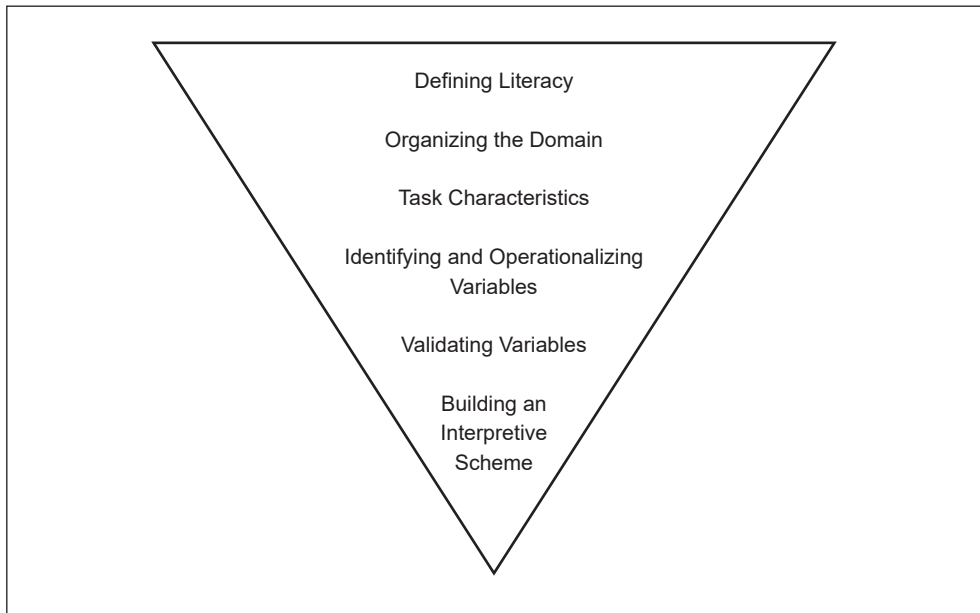 Defining Literacy
Organizing the Domain
Task Characteristics
Identifying and Operationalizing
Variables
Validating Variables
Building an
Interpretive
Scheme